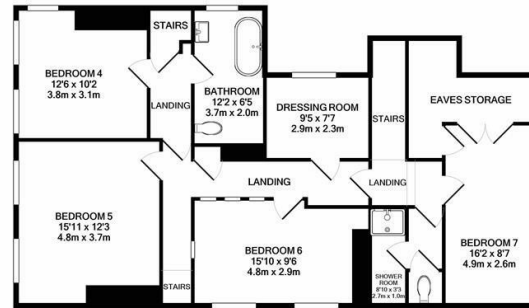 STAIRS
BEDROOM 4
12'6 x 10'2
3.8m x 3.1m
LANDING
BATHROOM
12'2 x 6'5
3.7m x 2.0m
DRESSING ROOM
9'5 x 7'7
2.9m x 2.3m
STAIRS
EAVES STORAGE
LANDING
LANDING
BEDROOM 5
15'11 x 12'3
4.8m x 3.7m
BEDROOM 6
15'10 x 9'6
4.8m x 2.9m
SHOWER
ROOM
8'10 x 3'3
2.7m x 1.0m
BEDROOM 7
16'2 x 8'7
4.9m x 2.6m
STAIRS